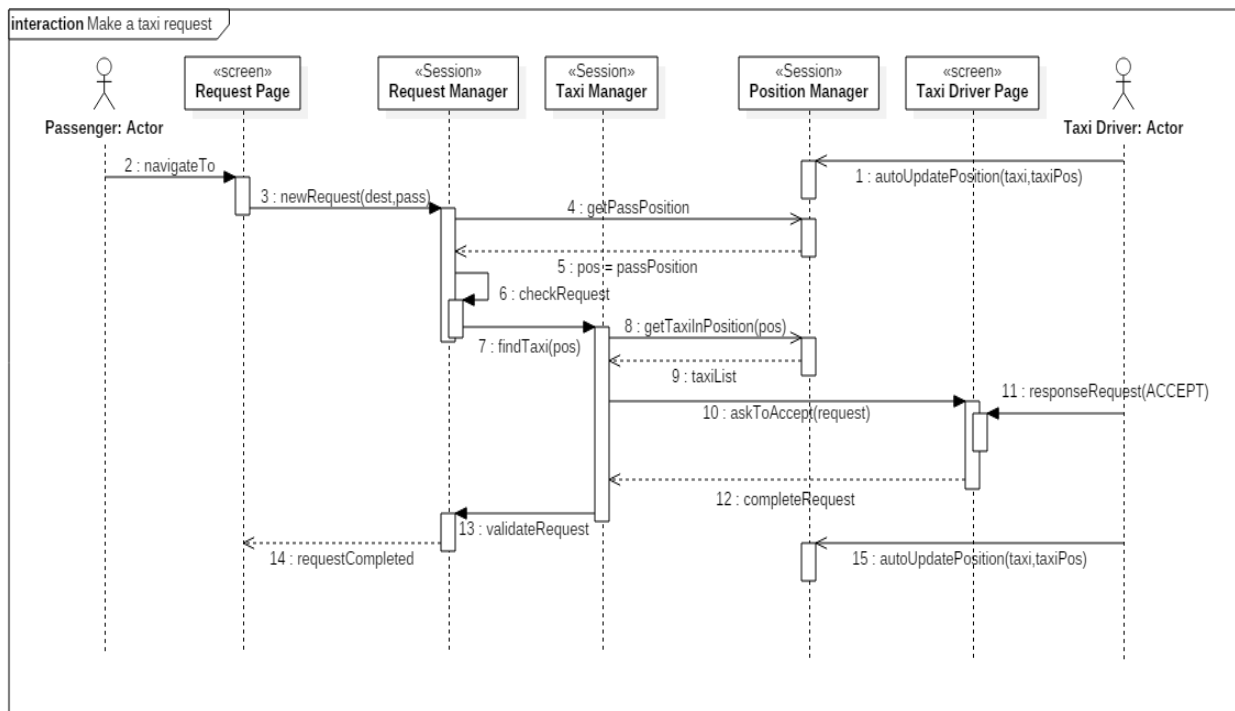 interaction Make a taxi request
«screen»
Request Page
«Session»
Request Manager
«Session»
Taxi Manager
«Session»
Position Manager
«screen»
Taxi Driver Page
Passenger: Actor
Taxi Driver: Actor
2 : navigateTo
1 : autoUpdatePosition(taxi,taxiPos)
3 : newRequest(dest,pass)
4 : getPassPosition
5 : pos = passPosition
6 : checkRequest
7 : findTaxi(pos)
8 : getTaxiInPosition(pos)
9 : taxiList
10 : askToAccept(request)
11 : responseRequest(ACCEPT)
12 : completeRequest
13 : validateRequest
14 : requestCompleted
15 : autoUpdatePosition(taxi,taxiPos)